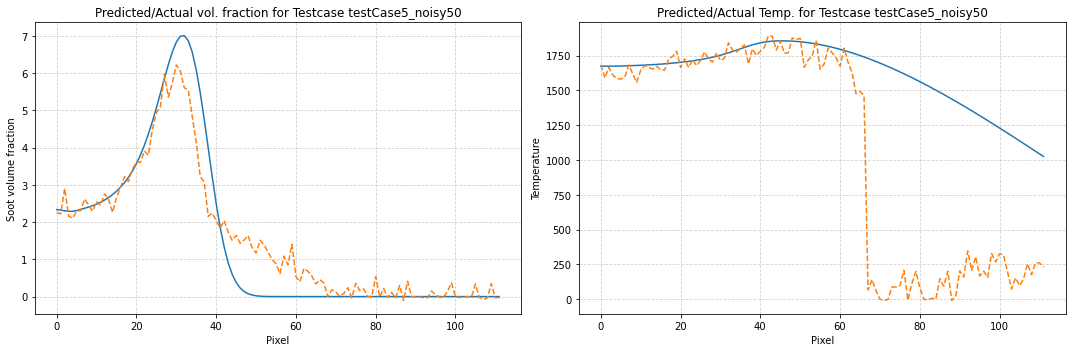 Predicted/Actual vol. fraction for Testcase testCase5_noisy50
Soot volume fraction
7
6
5
4
3
2
1
0
0 20 40 60 80 100
Pixel
Predicted/Actual Temp. for Testcase testCase5_noisy50
Temperature
1750
1500
1250
1000
750
500
250
0
0 20 40 60 80 100
Pixel